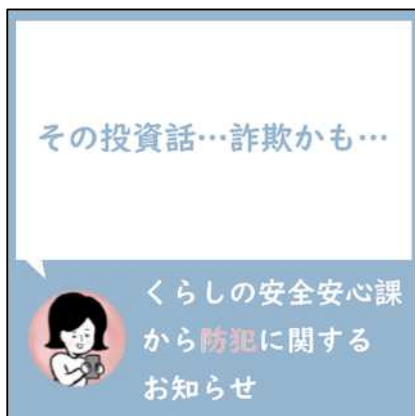 その投資話…詐欺かも…
くらしの安全安心課
から防犯に関する
お知らせ